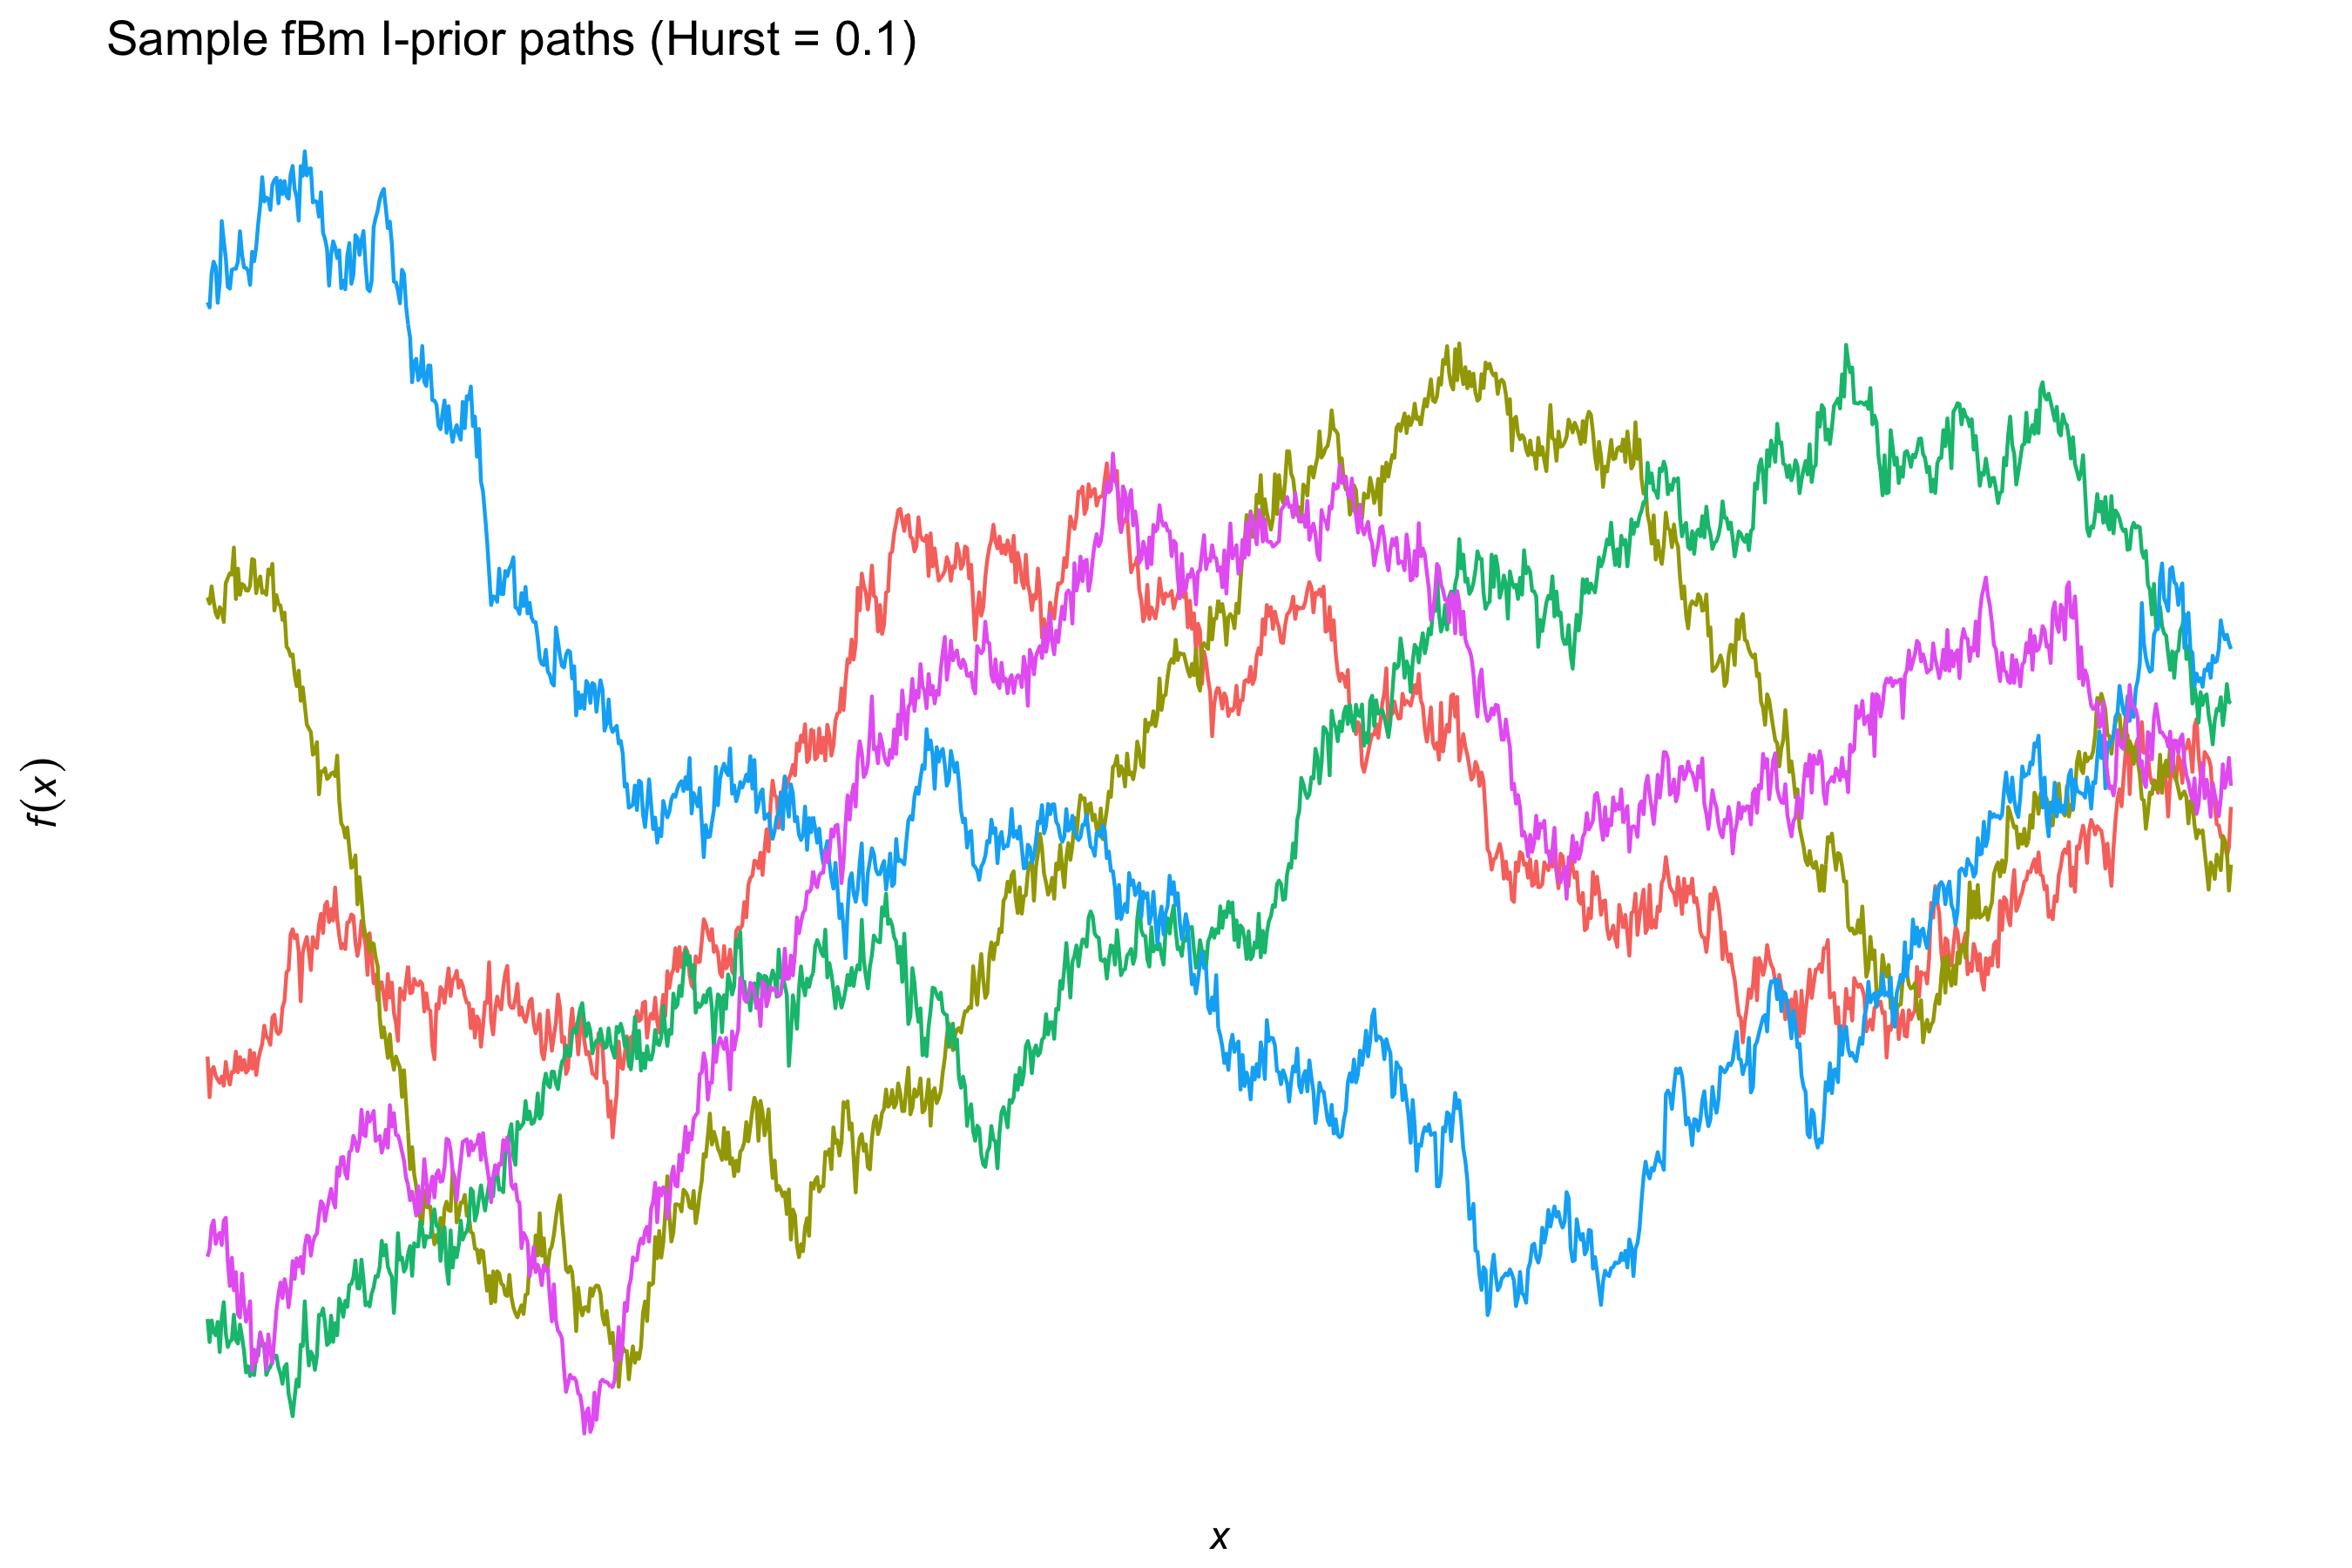 Sample fBm I-prior paths (Hurst = 0.1)
f(x)
x